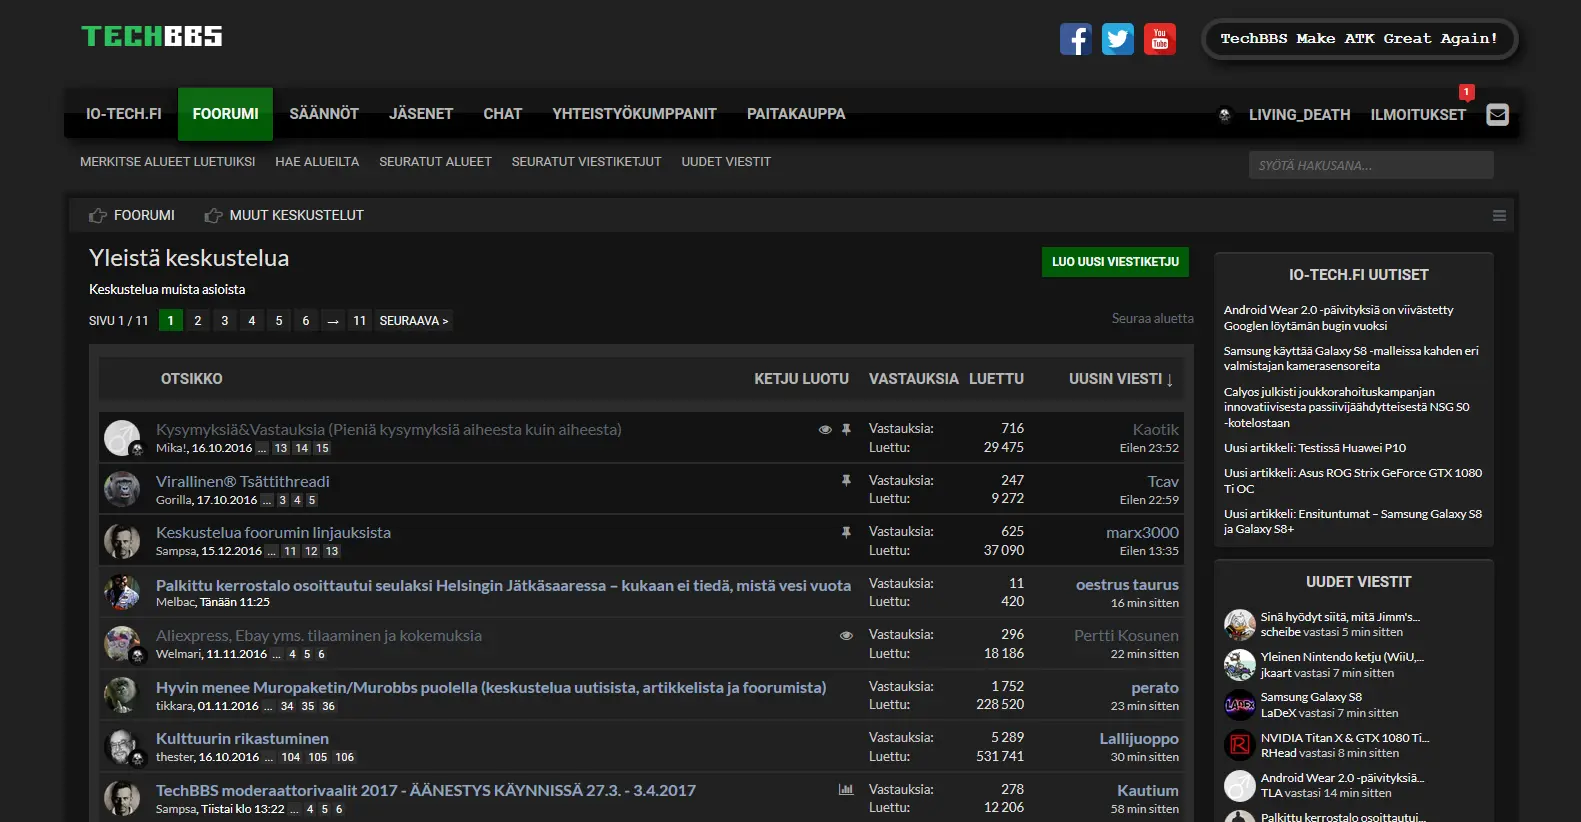 TECHBBS
TechBBS Make ATK Great Again!
IO-TECH.FI FOORUMI SÄÄNNÖT JÄSENET CHAT YHTEISTYÖKUMPPANIT PAITAKAUPPA LIVING_DEATH ILMOITUKSET 1
MERKITSE ALUEET LUETUIKSI HAE ALUEILTA SEURATUT ALUEET SEURATUT VIESTIKETJUT UUDET VIESTIT SYÖTÄ HAKUSANA...
FOORUMI MUUT KESKUSTELUT
Yleistä keskustelua
LUO UUSI VIESTIKETJU
Keskustelua muista asioista
SIVU 1 / 11 1 2 3 4 5 6 → 11 SEURAAVA >
Seuraa aluetta
OTSIKKO KETJU LUOTU VASTAUKSIA LUETTU UUSIN VIESTI ↓
Kysymyksiä&Vastauksia (Pieniä kysymyksiä aiheesta kuin aiheesta) Vastauksia: 716 Kaotik
Mika!, 16.10.2016 ... 13 14 15 Luettu: 29 475 Eilen 23:52
Virallinen® Tsättithreadi Vastauksia: 247 Tcav
Gorilla, 17.10.2016 ... 3 4 5 Luettu: 9 272 Eilen 22:59
Keskustelua foorumin linjauksista Vastauksia: 625 marx3000
Sampsa, 15.12.2016 ... 11 12 13 Luettu: 37 090 Eilen 13:35
Palkittu kerrostalo osoittautui seulaksi Helsingin Jätkäsaaressa – kukaan ei tiedä, mistä vesi vuota Vastauksia: 11 oestrus taurus
Melbac, Tänään 11:25 Luettu: 420 16 min sitten
Aliexpress, Ebay yms. tilaaminen ja kokemuksia Vastauksia: 296 Pertti Kosunen
Welmari, 11.11.2016 ... 4 5 6 Luettu: 18 186 22 min sitten
Hyvin menee Muropaketin/Murobbs puolella (keskustelua uutisista, artikkelista ja foorumista) Vastauksia: 1 752 perato
tikkara, 01.11.2016 ... 34 35 36 Luettu: 228 520 23 min sitten
Kulttuurin rikastuminen Vastauksia: 5 289 Lallijuoppo
thester, 16.10.2016 ... 104 105 106 Luettu: 531 741 30 min sitten
TechBBS moderaattorivaalit 2017 - ÄÄNESTYS KÄYNNISSÄ 27.3. - 3.4.2017 Vastauksia: 278 Kautium
Sampsa, Tiistai klo 13:22 ... 4 5 6 Luettu: 12 206 58 min sitten
IO-TECH.FI UUTISET
Android Wear 2.0 -päivityksiä on viivästetty
Googlen löytämän bugin vuoksi
Samsung käyttää Galaxy S8 -malleissa kahden eri
valmistajan kamerasensoreita
Calyos julkisti joukkorahoituskampanjan
innovatiivisesta passiivijäähdytteisestä NSG S0
-kotelostaan
Uusi artikkeli: Testissä Huawei P10
Uusi artikkeli: Asus ROG Strix GeForce GTX 1080
Ti OC
Uusi artikkeli: Ensituntumat – Samsung Galaxy S8
ja Galaxy S8+
UUDET VIESTIT
Sinä hyödyt siitä, mitä Jimm's...
scheibe vastasi 5 min sitten
Yleinen Nintendo ketju (WiiU,...
jkaart vastasi 7 min sitten
Samsung Galaxy S8
LaDeX vastasi 7 min sitten
NVIDIA Titan X & GTX 1080 Ti...
RHead vastasi 8 min sitten
Android Wear 2.0 -päivityksiä...
TLA vastasi 14 min sitten
Palkittu kerrostalo osoittautui...